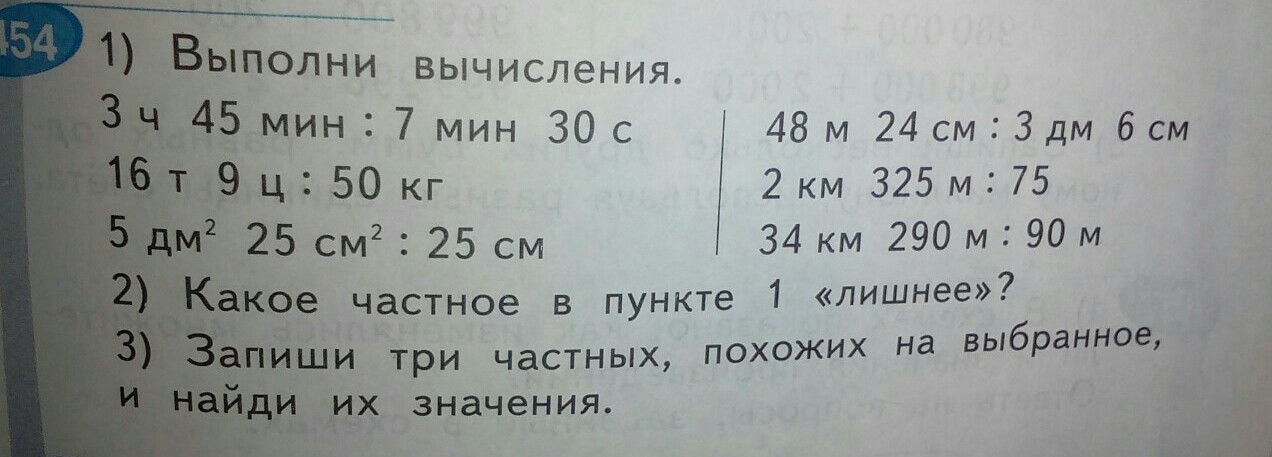 454
1) Выполни вычисления.
3 ч 45 мин : 7 мин 30 с
16 т 9 ц : 50 кг
5 дм² 25 см² : 25 см
48 м 24 см : 3 дм 6 см
2 км 325 м : 75
34 км 290 м : 90 м
2) Какое частное в пункте 1 «лишнее»?
3) Запиши три частных, похожих на выбранное,
и найди их значения.